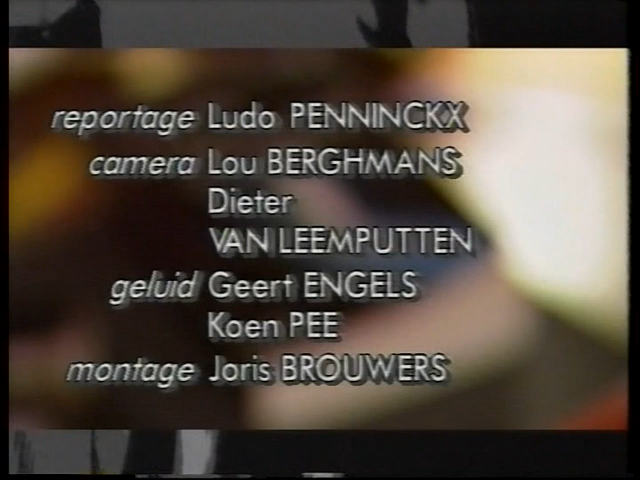 reportage Ludo PENNINCKX
camera Lou BERGHMANS
Dieter
VAN LEEMPUTTEN
geluid Geert ENGELS
Koen PEE
montage Joris BROUWERS